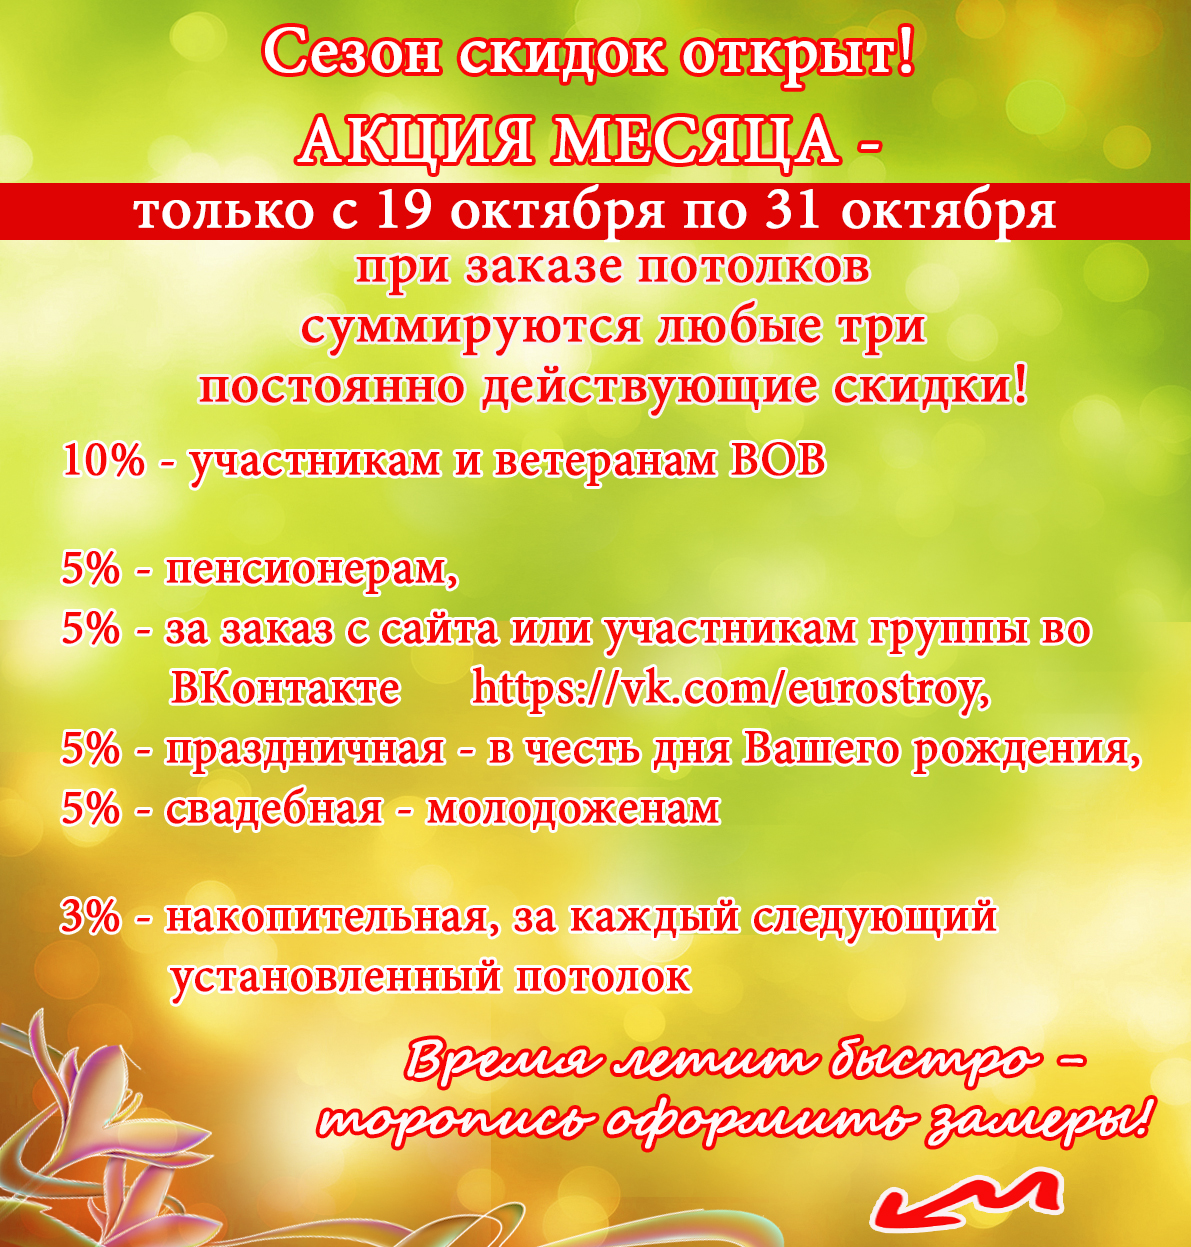 Сезон скидок открыт!
АКЦИЯ МЕСЯЦА -
только с 19 октября по 31 октября
при заказе потолков
суммируются любые три
постоянно действующие скидки!
10% - участникам и ветеранам ВОВ
5% - пенсионерам,
5% - за заказ с сайта или участникам группы во
ВКонтакте https://vk.com/eurostroy,
5% - праздничная - в честь дня Вашего рождения,
5% - свадебная - молодоженам
3% - накопительная, за каждый следующий
установленный потолок
Время летит быстро -
торопись оформить замеры!